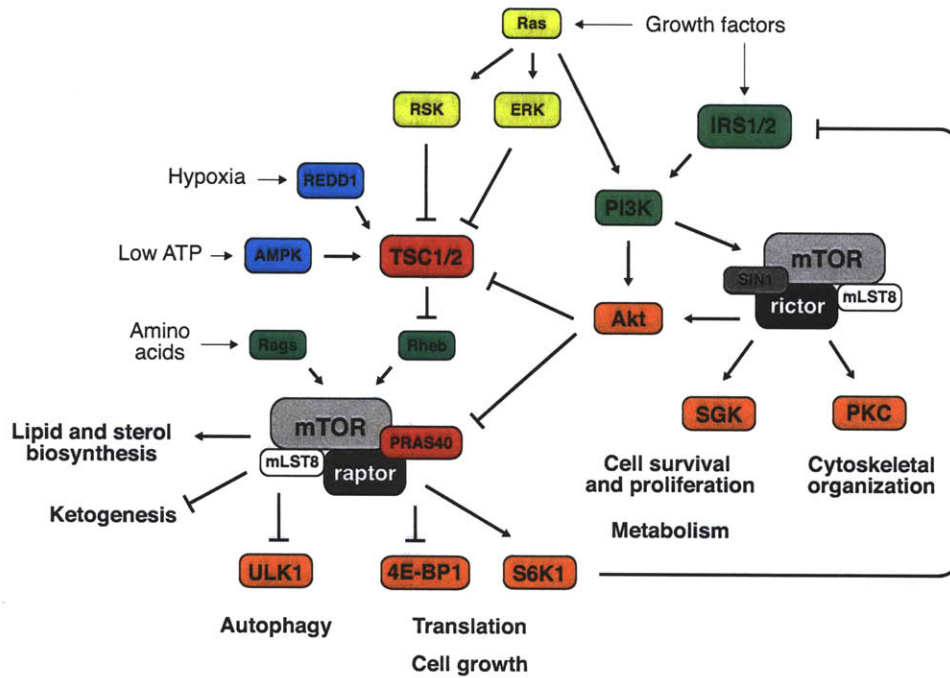 Ras
Growth factors
RSK
ERK
IRS1/2
Hypoxia
REDD1
PI3K
Low ATP
AMPK
TSC1/2
mTOR
SIN1
mLST8
rictor
Akt
Amino
acids
Rags
Rheb
mTOR
PRAS40
mLST8
raptor
SGK
PKC
Lipid and sterol
biosynthesis
Ketogenesis
Cell survival
and proliferation
Cytoskeletal
organization
Metabolism
ULK1
4E-BP1
S6K1
Autophagy
Translation
Cell growth